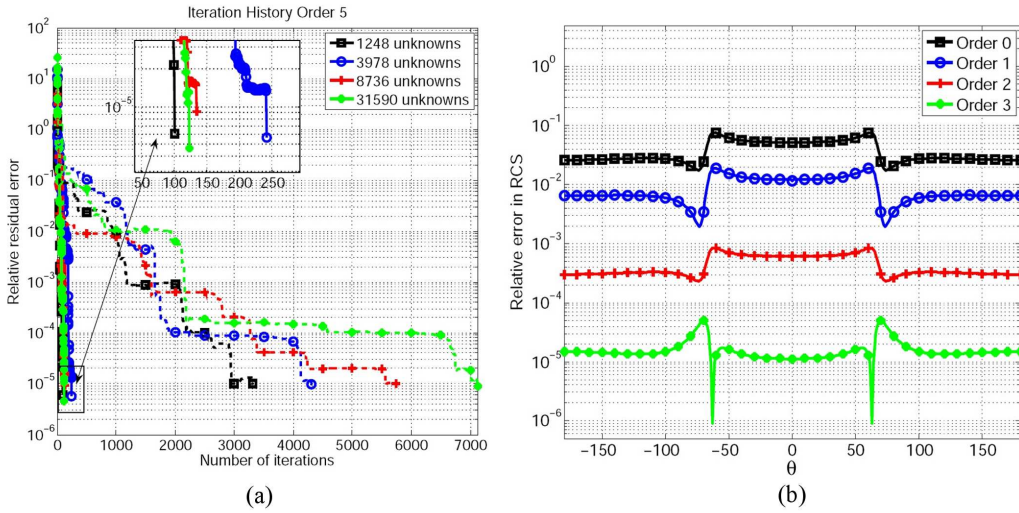 Iteration History Order 5
Relative residual error
10^2
10^1
10^0
10^-1
10^-2
10^-3
10^-4
10^-5
10^-6
0 1000 2000 3000 4000 5000 6000 7000
Number of iterations
1248 unknowns
3978 unknowns
8736 unknowns
31590 unknowns
10^-5
50 100 150 200 250
(a)
Relative error in RCS
10^0
10^-1
10^-2
10^-3
10^-4
10^-5
10^-6
−150 −100 −50 0 50 100 150
θ
Order 0
Order 1
Order 2
Order 3
(b)